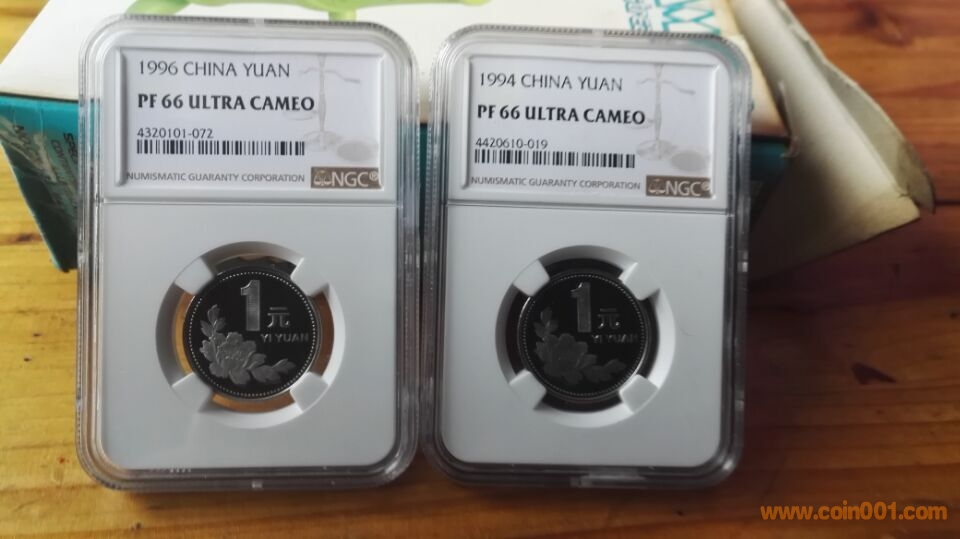 1996 CHINA YUAN
PF 66 ULTRA CAMEO
4320101-072
NUMISMATIC GUARANTY CORPORATION
NGC®
1
元
YI YUAN
1994 CHINA YUAN
PF 66 ULTRA CAMEO
4420610-019
NUMISMATIC GUARANTY CORPORATION
NGC®
1
元
YI YUAN
www.coin001.com